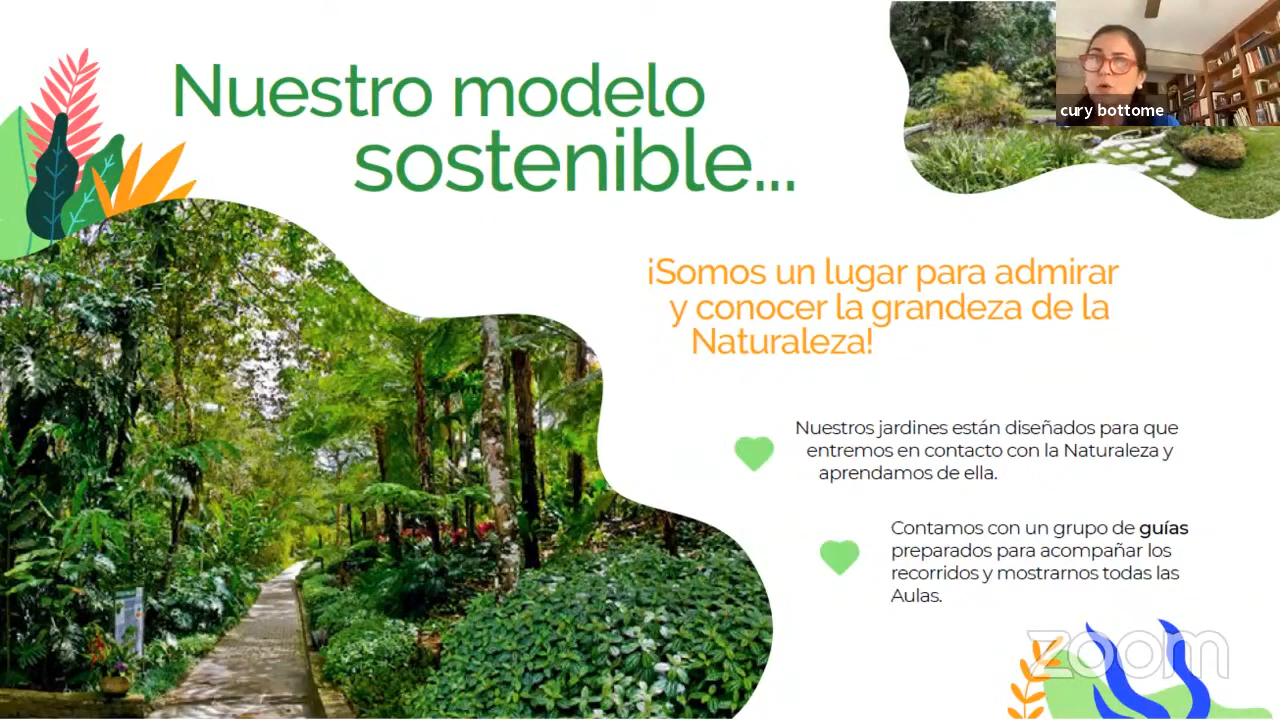 Nuestro modelo
sostenible...
cury bottome
¡Somos un lugar para admirar
y conocer la grandeza de la
Naturaleza!
Nuestros jardines están diseñados para que
entremos en contacto con la Naturaleza y
aprendamos de ella.
Contamos con un grupo de guías
preparados para acompañar los
recorridos y mostrarnos todas las
Aulas.
zoom